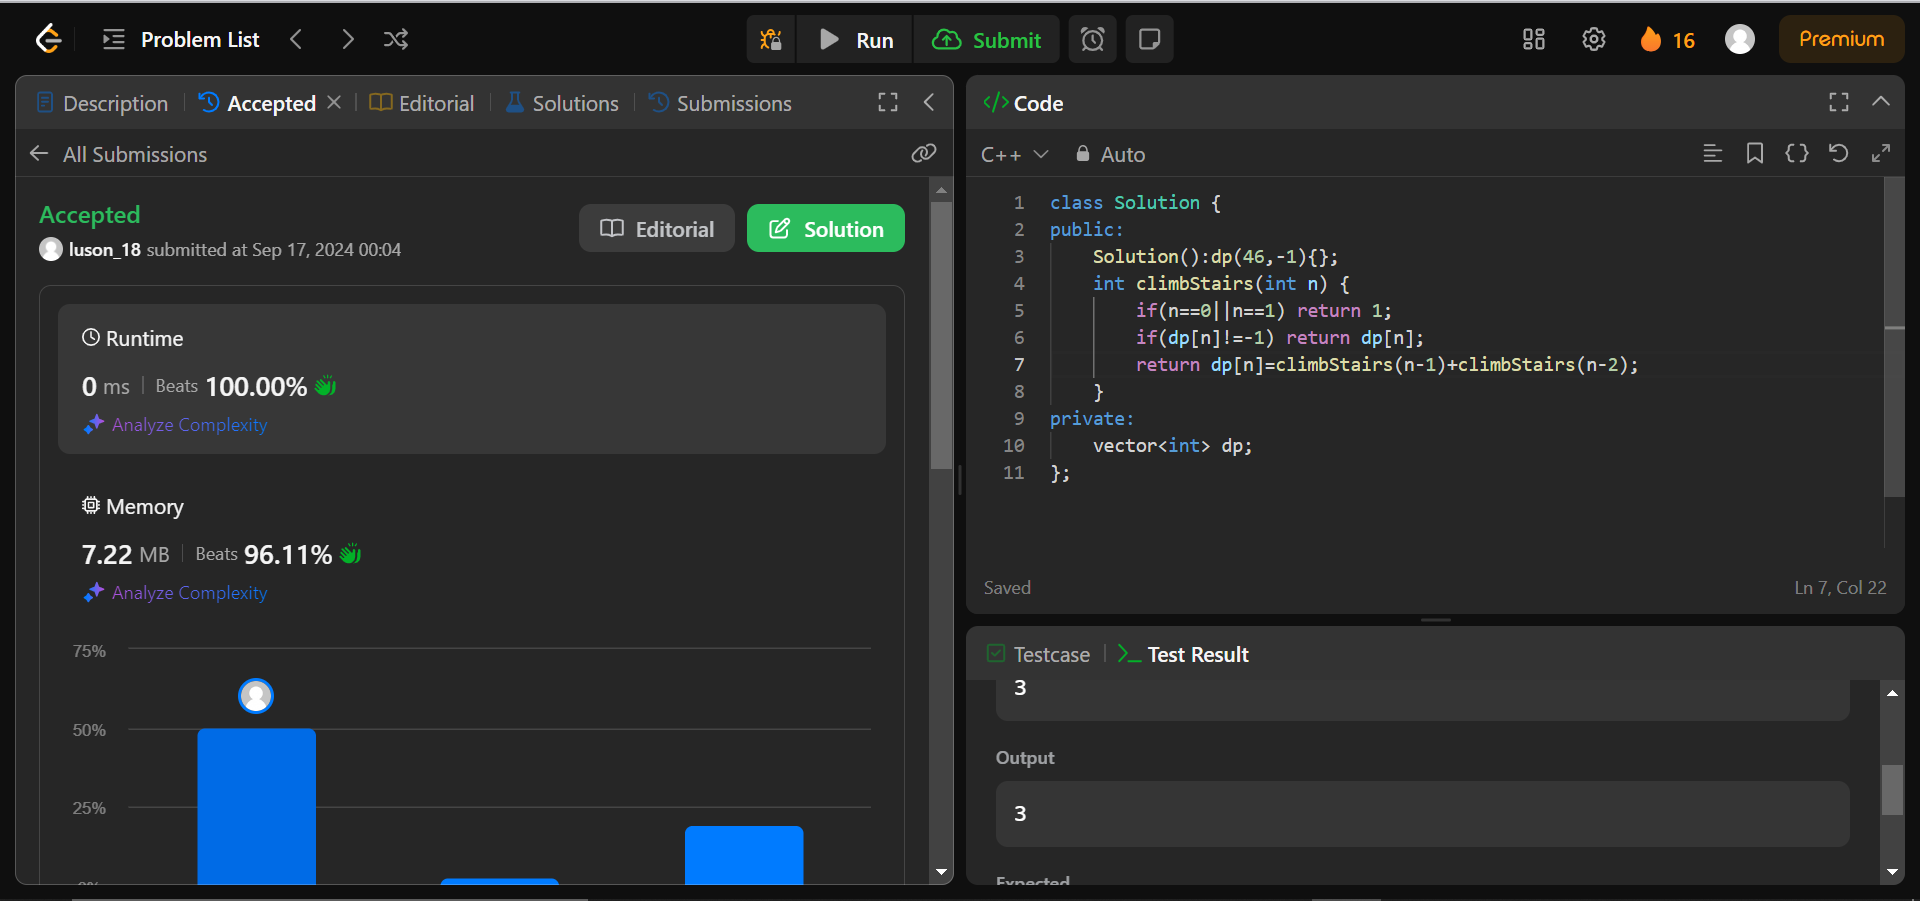 Problem List
Run
Submit
16
Premium
Description
Accepted
Editorial
Solutions
Submissions
All Submissions
Accepted
luson_18 submitted at Sep 17, 2024 00:04
Editorial
Solution
Runtime
0 ms
Beats 100.00%
Analyze Complexity
Memory
7.22 MB
Beats 96.11%
Analyze Complexity
75%
50%
25%
0%
Code
C++
Auto
1 class Solution {
2 public:
3     Solution():dp(46,-1){};
4     int climbStairs(int n) {
5         if(n==0||n==1) return 1;
6         if(dp[n]!=-1) return dp[n];
7         return dp[n]=climbStairs(n-1)+climbStairs(n-2);
8     }
9 private:
10     vector<int> dp;
11 };
Saved
Ln 7, Col 22
Testcase
Test Result
3
Output
3
Expected